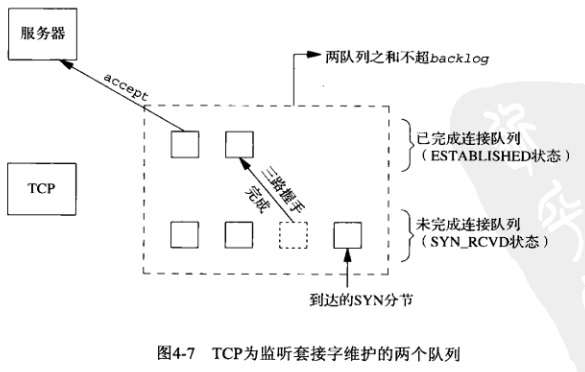 服务器
两队列之和不超backlog
accept
已完成连接队列
（ESTABLISHED状态）
TCP
三路握手
完成
未完成连接队列
（SYN_RCVD状态）
到达的SYN分节
图4-7 TCP为监听套接字维护的两个队列